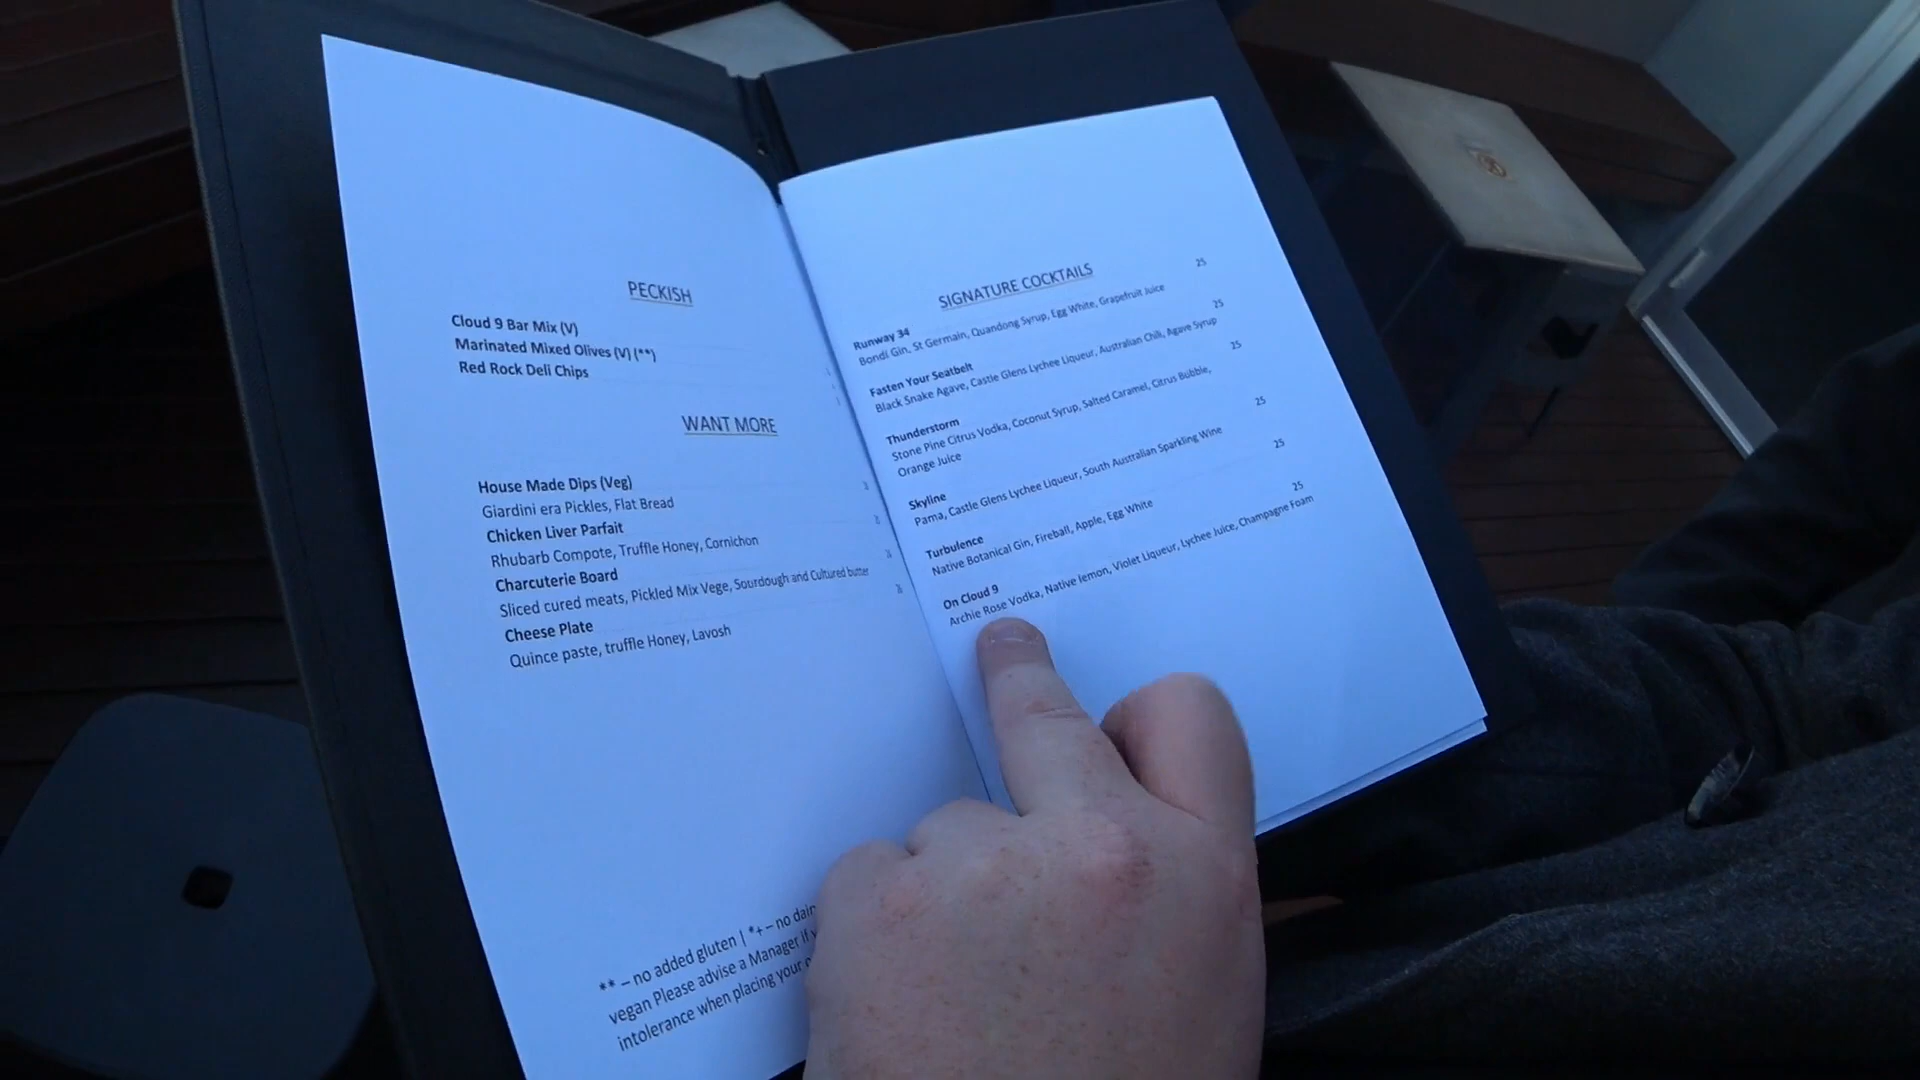 PECKISH
Cloud 9 Bar Mix (V)
Marinated Mixed Olives (V) (**)
Red Rock Deli Chips
WANT MORE
House Made Dips (Veg)
Giardini era Pickles, Flat Bread
Chicken Liver Parfait
Rhubarb Compote, Truffle Honey, Cornichon
Charcuterie Board
Sliced cured meats, Pickled Mix Vege, Sourdough and Cultured butter
Cheese Plate
Quince paste, truffle Honey, Lavosh
** – no added gluten | *+ – no dair
vegan Please advise a Manager if
intolerance when placing your
SIGNATURE COCKTAILS
Runway 34 25
Bondi Gin, St Germain, Quandong Syrup, Egg White, Grapefruit Juice
Fasten Your Seatbelt 25
Black Snake Agave, Castle Glens Lychee Liqueur, Australian Chili, Agave Syrup
Thunderstorm 25
Stone Pine Citrus Vodka, Coconut Syrup, Salted Caramel, Citrus Bubble,
Orange Juice
Skyline 25
Pama, Castle Glens Lychee Liqueur, South Australian Sparkling Wine
Turbulence 25
Native Botanical Gin, Fireball, Apple, Egg White
On Cloud 9 25
Archie Rose Vodka, Native lemon, Violet Liqueur, Lychee Juice, Champagne Foam